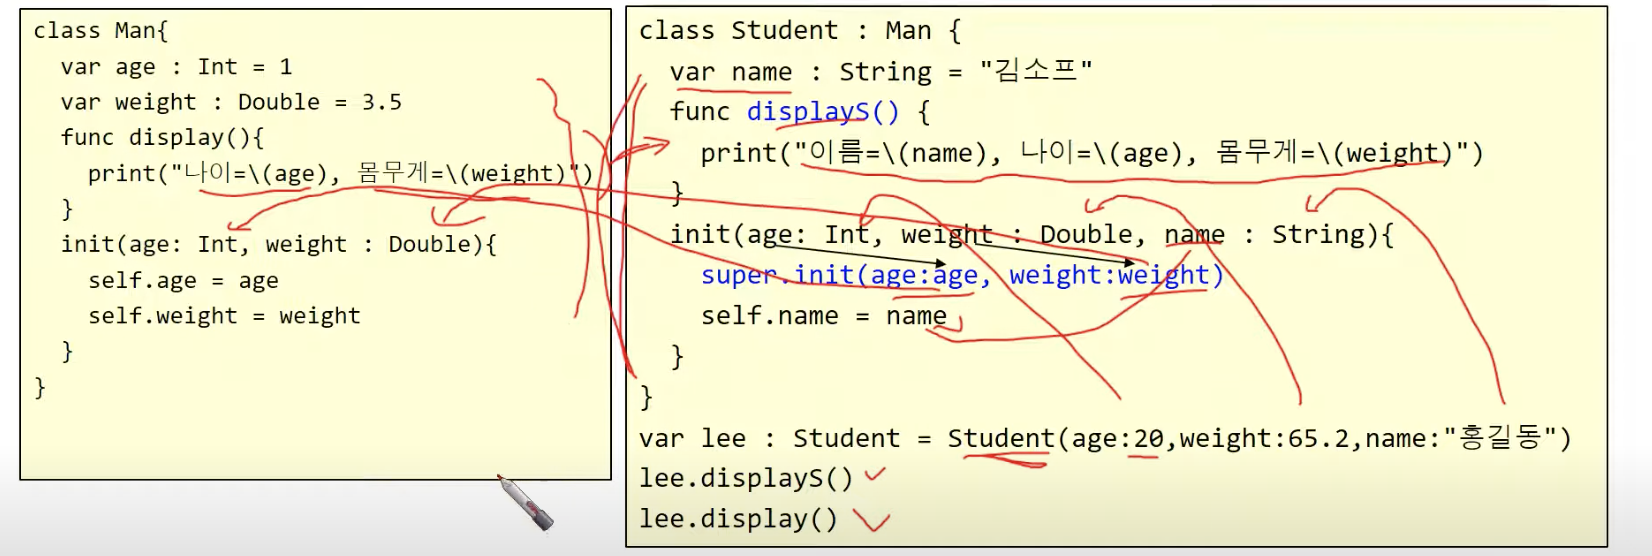 class Man{
var age : Int = 1
var weight : Double = 3.5
func display(){
print("나이=\(age), 몸무게=\(weight)")
}
init(age: Int, weight : Double){
self.age = age
self.weight = weight
}
}
class Student : Man {
var name : String = "김소프"
func displayS() {
print("이름=\(name), 나이=\(age), 몸무게=\(weight)")
}
init(age: Int, weight : Double, name : String){
super.init(age:age, weight:weight)
self.name = name
}
}
var lee : Student = Student(age:20,weight:65.2,name:"홍길동")
lee.displayS()
lee.display()